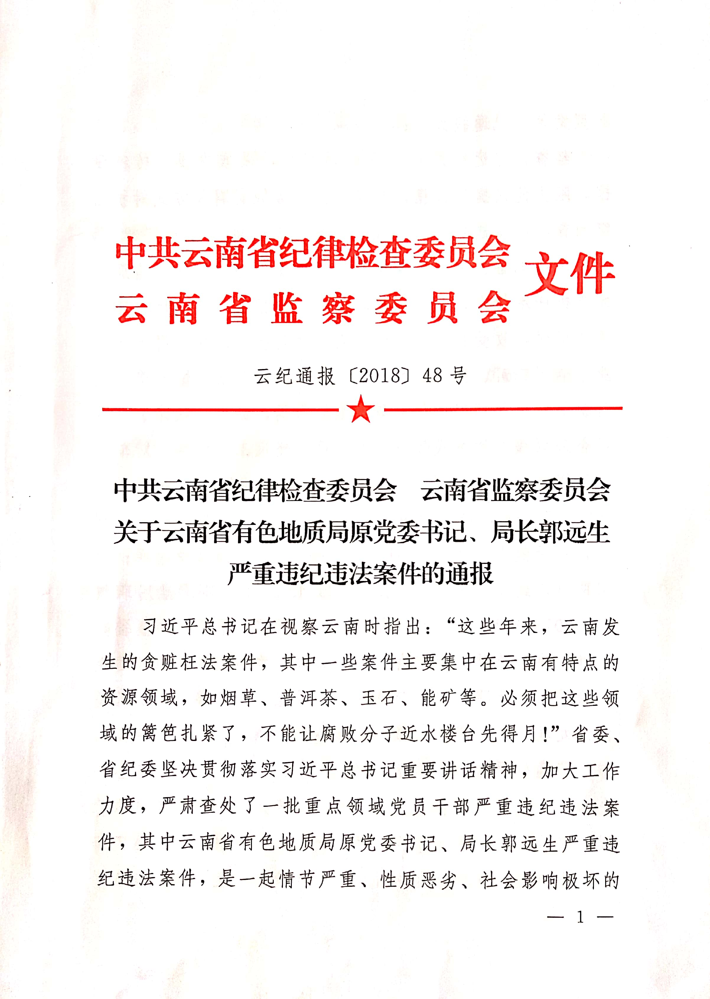 中共云南省纪律检查委员会
云南省监察委员会
文件
云纪通报〔2018〕48号
中共云南省纪律检查委员会　云南省监察委员会
关于云南省有色地质局原党委书记、局长郭远生
严重违纪违法案件的通报
习近平总书记在视察云南时指出：“这些年来，云南发
生的贪赃枉法案件，其中一些案件主要集中在云南有特点的
资源领域，如烟草、普洱茶、玉石、能矿等。必须把这些领
域的篱笆扎紧了，不能让腐败分子近水楼台先得月！”省委、
省纪委坚决贯彻落实习近平总书记重要讲话精神，加大工作
力度，严肃查处了一批重点领域党员干部严重违纪违法案
件，其中云南省有色地质局原党委书记、局长郭远生严重违
纪违法案件，是一起情节严重、性质恶劣、社会影响极坏的
— 1 —